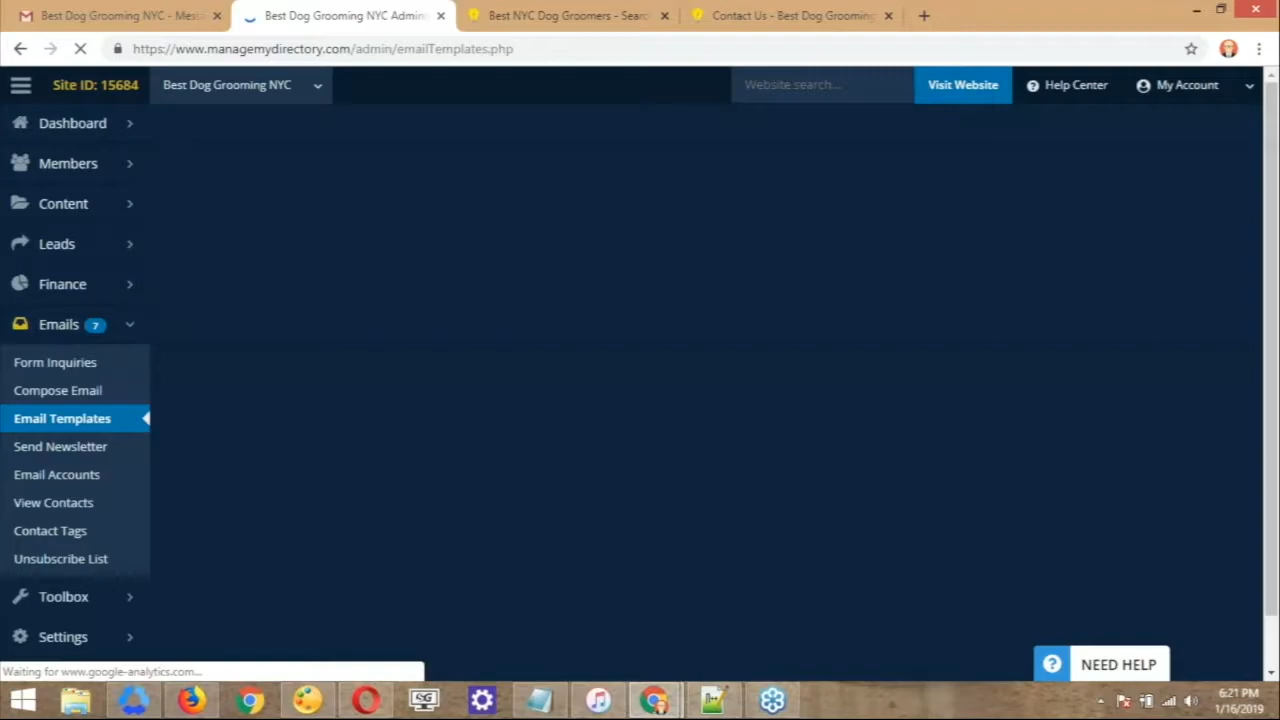 Best Dog Grooming NYC - Messa
Best Dog Grooming NYC Admin
Best NYC Dog Groomers - Searc
Contact Us - Best Dog Grooming
https://www.managemydirectory.com/admin/emailTemplates.php
Site ID: 15684
Best Dog Grooming NYC
Website search...
Visit Website
Help Center
My Account
Dashboard
Members
Content
Leads
Finance
Emails 7
Form Inquiries
Compose Email
Email Templates
Send Newsletter
Email Accounts
View Contacts
Contact Tags
Unsubscribe List
Toolbox
Settings
NEED HELP
Waiting for www.google-analytics.com...
SG
6:21 PM
1/16/2019